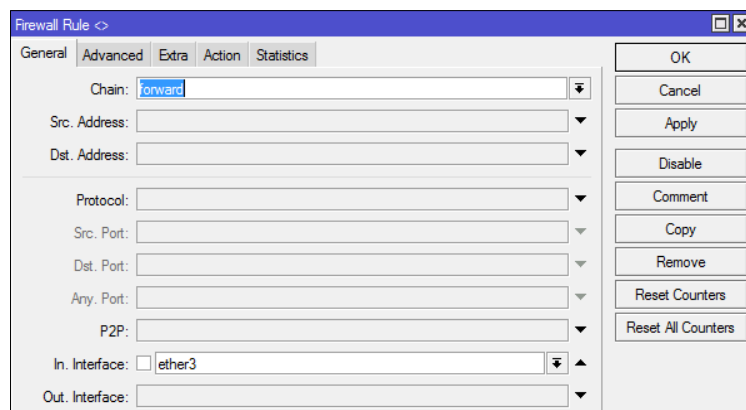 Firewall Rule <>
General Advanced Extra Action Statistics
Chain: forward
Src. Address:
Dst. Address:
Protocol:
Src. Port:
Dst. Port:
Any. Port:
P2P:
In. Interface: ether3
Out. Interface:
OK
Cancel
Apply
Disable
Comment
Copy
Remove
Reset Counters
Reset All Counters